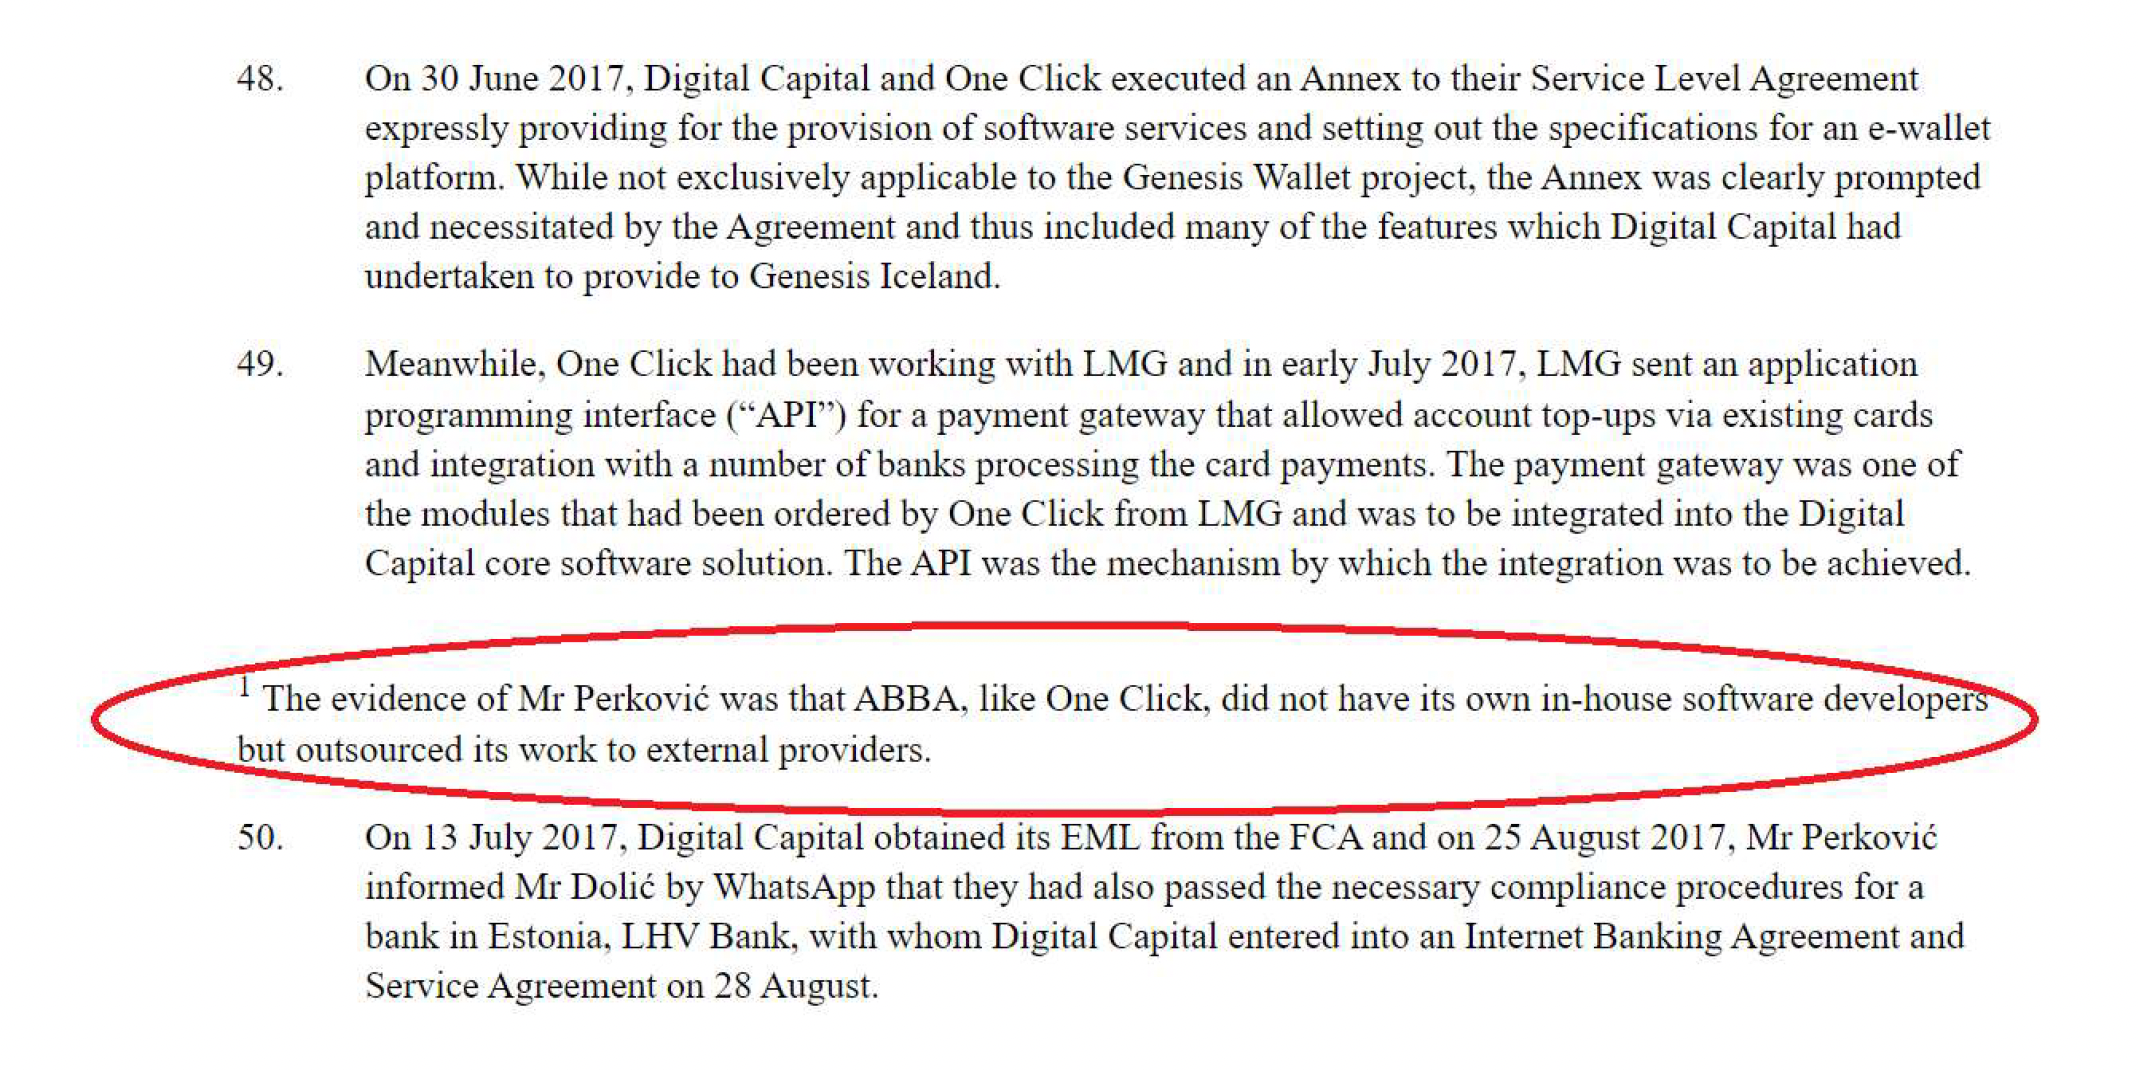 48. On 30 June 2017, Digital Capital and One Click executed an Annex to their Service Level Agreement
expressly providing for the provision of software services and setting out the specifications for an e-wallet
platform. While not exclusively applicable to the Genesis Wallet project, the Annex was clearly prompted
and necessitated by the Agreement and thus included many of the features which Digital Capital had
undertaken to provide to Genesis Iceland.
49. Meanwhile, One Click had been working with LMG and in early July 2017, LMG sent an application
programming interface (“API”) for a payment gateway that allowed account top-ups via existing cards
and integration with a number of banks processing the card payments. The payment gateway was one of
the modules that had been ordered by One Click from LMG and was to be integrated into the Digital
Capital core software solution. The API was the mechanism by which the integration was to be achieved.
1 The evidence of Mr Perković was that ABBA, like One Click, did not have its own in-house software developers
but outsourced its work to external providers.
50. On 13 July 2017, Digital Capital obtained its EML from the FCA and on 25 August 2017, Mr Perković
informed Mr Dolić by WhatsApp that they had also passed the necessary compliance procedures for a
bank in Estonia, LHV Bank, with whom Digital Capital entered into an Internet Banking Agreement and
Service Agreement on 28 August.